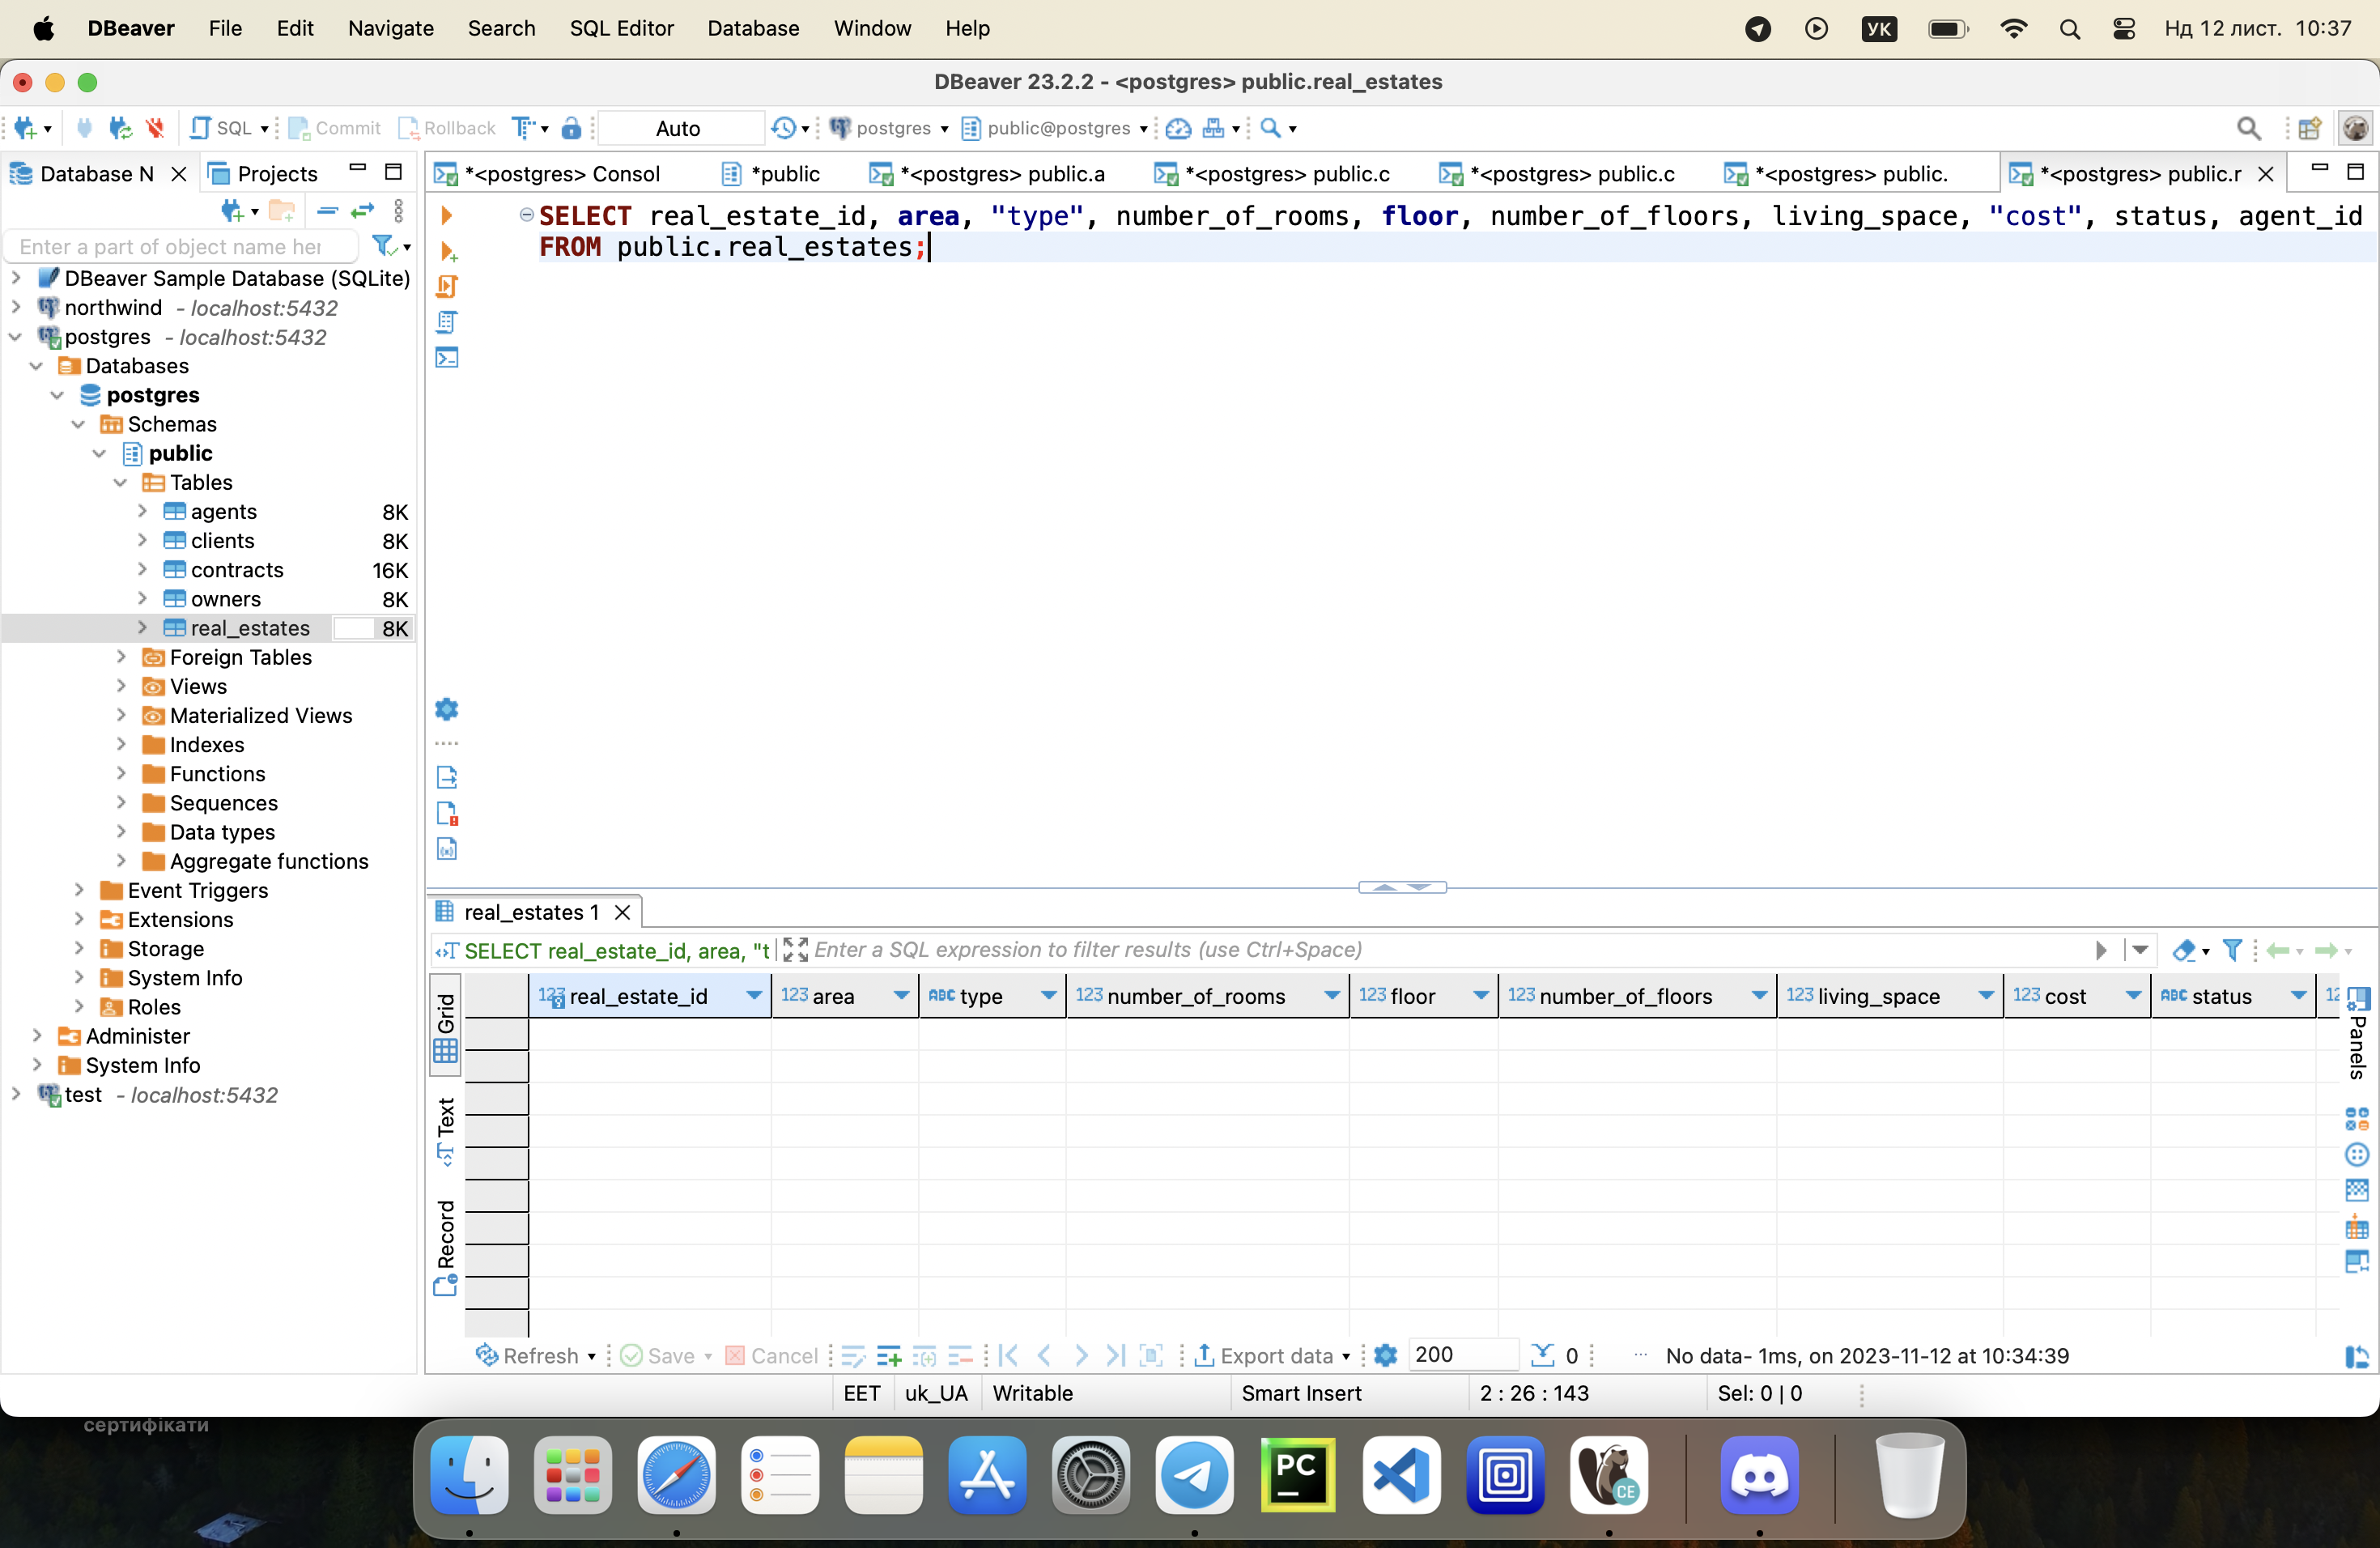 DBeaver File Edit Navigate Search SQL Editor Database Window Help УК Нд 12 лист. 10:37
DBeaver 23.2.2 - <postgres> public.real_estates
SQL Commit Rollback Auto postgres public@postgres
Database N Projects
*<postgres> Consol *public *<postgres> public.a *<postgres> public.c *<postgres> public.c *<postgres> public. *<postgres> public.r
Enter a part of object name her
DBeaver Sample Database (SQLite)
northwind - localhost:5432
postgres - localhost:5432
Databases
postgres
Schemas
public
Tables
agents 8K
clients 8K
contracts 16K
owners 8K
real_estates 8K
Foreign Tables
Views
Materialized Views
Indexes
Functions
Sequences
Data types
Aggregate functions
Event Triggers
Extensions
Storage
System Info
Roles
Administer
System Info
test - localhost:5432
SELECT real_estate_id, area, "type", number_of_rooms, floor, number_of_floors, living_space, "cost", status, agent_id
FROM public.real_estates;
real_estates 1
SELECT real_estate_id, area, "t Enter a SQL expression to filter results (use Ctrl+Space)
123 real_estate_id 123 area ABC type 123 number_of_rooms 123 floor 123 number_of_floors 123 living_space 123 cost ABC status 12
Grid
Text
Record
Panels
Refresh Save Cancel Export data 200 0 ... No data- 1ms, on 2023-11-12 at 10:34:39
EET uk_UA Writable Smart Insert 2 : 26 : 143 Sel: 0 | 0
сертифікати
PC
CE